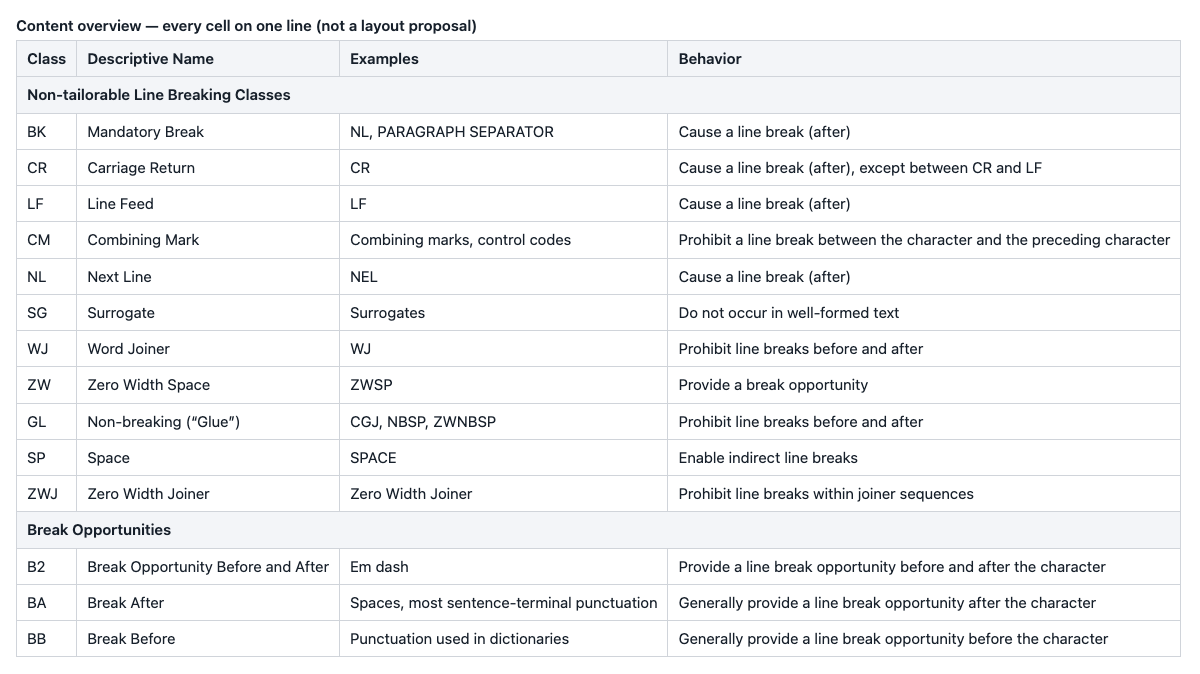 Content overview — every cell on one line (not a layout proposal)
Class Descriptive Name Examples Behavior
Non-tailorable Line Breaking Classes
BK Mandatory Break NL, PARAGRAPH SEPARATOR Cause a line break (after)
CR Carriage Return CR Cause a line break (after), except between CR and LF
LF Line Feed LF Cause a line break (after)
CM Combining Mark Combining marks, control codes Prohibit a line break between the character and the preceding character
NL Next Line NEL Cause a line break (after)
SG Surrogate Surrogates Do not occur in well-formed text
WJ Word Joiner WJ Prohibit line breaks before and after
ZW Zero Width Space ZWSP Provide a break opportunity
GL Non-breaking (“Glue”) CGJ, NBSP, ZWNBSP Prohibit line breaks before and after
SP Space SPACE Enable indirect line breaks
ZWJ Zero Width Joiner Zero Width Joiner Prohibit line breaks within joiner sequences
Break Opportunities
B2 Break Opportunity Before and After Em dash Provide a line break opportunity before and after the character
BA Break After Spaces, most sentence-terminal punctuation Generally provide a line break opportunity after the character
BB Break Before Punctuation used in dictionaries Generally provide a line break opportunity before the character